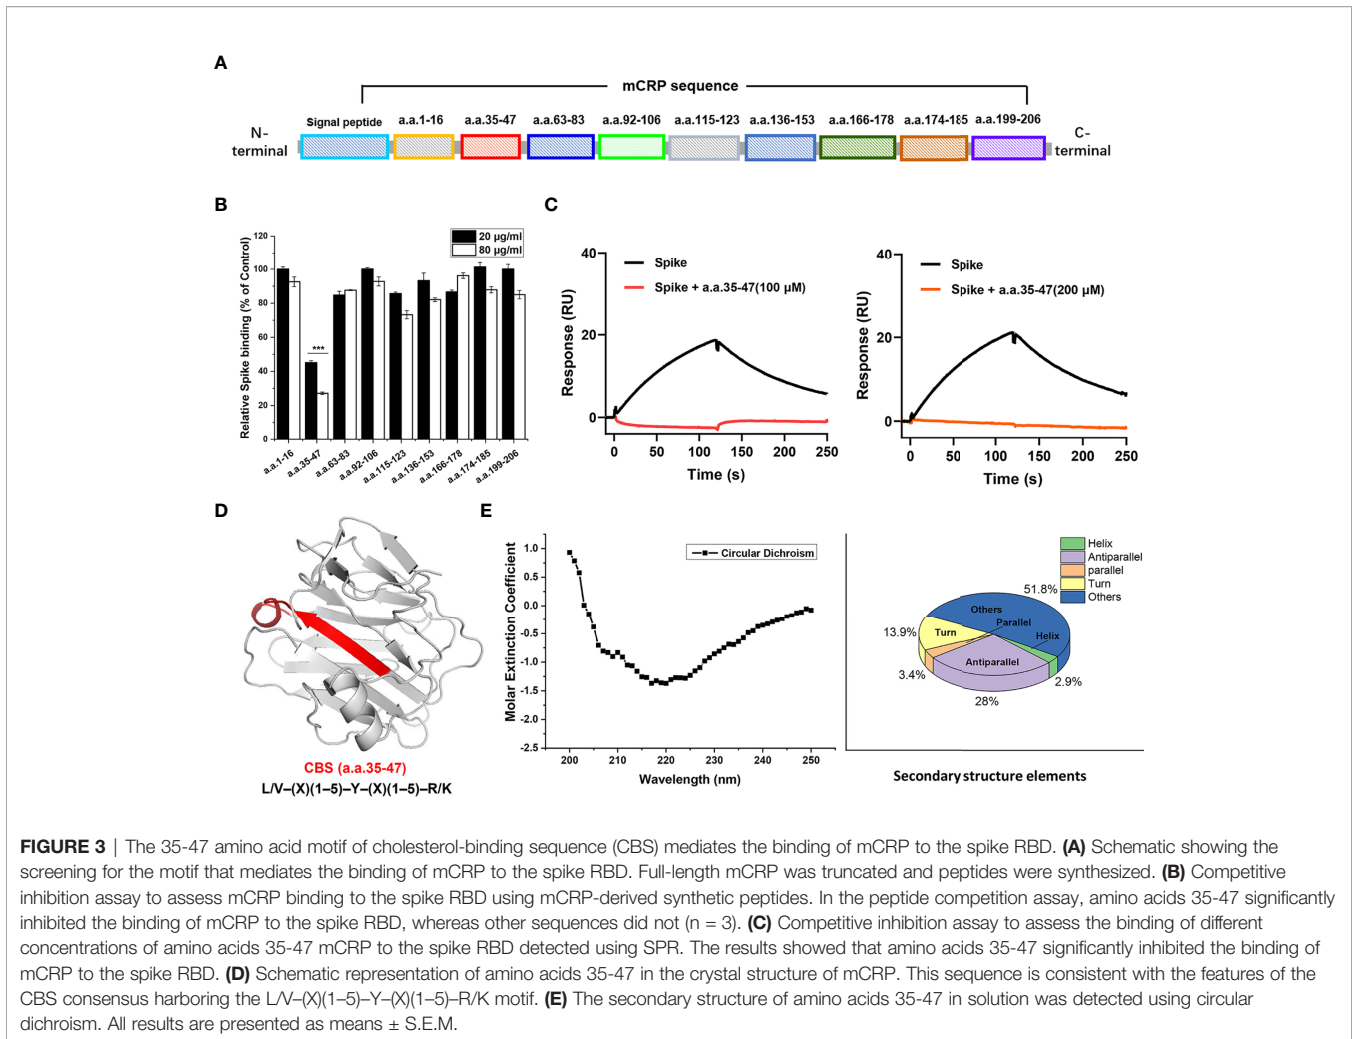 A
mCRP sequence
N-
terminal
Signal peptide
a.a.1-16
a.a.35-47
a.a.63-83
a.a.92-106
a.a.115-123
a.a.136-153
a.a.166-178
a.a.174-185
a.a.199-206
C-
terminal
B
Relative Spike binding (% of Control)
120
100
80
60
40
20
0
20 µg/ml
80 µg/ml
***
a.a.1-16
a.a.35-47
a.a.63-83
a.a.92-106
a.a.115-123
a.a.136-153
a.a.166-178
a.a.174-185
a.a.199-206
C
Response (RU)
40
20
0
Spike
Spike + a.a.35-47(100 µM)
0 50 100 150 200 250
Time (s)
Response (RU)
40
20
0
Spike
Spike + a.a.35-47(200 µM)
0 50 100 150 200 250
Time (s)
D
CBS (a.a.35-47)
L/V–(X)(1–5)–Y–(X)(1–5)–R/K
E
Molar Extinction Coefficient
1.0
0.5
0.0
-0.5
-1.0
-1.5
-2.0
-2.5
Circular Dichroism
200 210 220 230 240 250
Wavelength (nm)
Helix
Antiparallel
parallel
Turn
Others
51.8%
Others
Parallel
Helix
13.9%
Turn
Antiparallel
3.4%
2.9%
28%
Secondary structure elements
FIGURE 3 | The 35-47 amino acid motif of cholesterol-binding sequence (CBS) mediates the binding of mCRP to the spike RBD. (A) Schematic showing the
screening for the motif that mediates the binding of mCRP to the spike RBD. Full-length mCRP was truncated and peptides were synthesized. (B) Competitive
inhibition assay to assess mCRP binding to the spike RBD using mCRP-derived synthetic peptides. In the peptide competition assay, amino acids 35-47 significantly
inhibited the binding of mCRP to the spike RBD, whereas other sequences did not (n = 3). (C) Competitive inhibition assay to assess the binding of different
concentrations of amino acids 35-47 mCRP to the spike RBD detected using SPR. The results showed that amino acids 35-47 significantly inhibited the binding of
mCRP to the spike RBD. (D) Schematic representation of amino acids 35-47 in the crystal structure of mCRP. This sequence is consistent with the features of the
CBS consensus harboring the L/V–(X)(1–5)–Y–(X)(1–5)–R/K motif. (E) The secondary structure of amino acids 35-47 in solution was detected using circular
dichroism. All results are presented as means ± S.E.M.